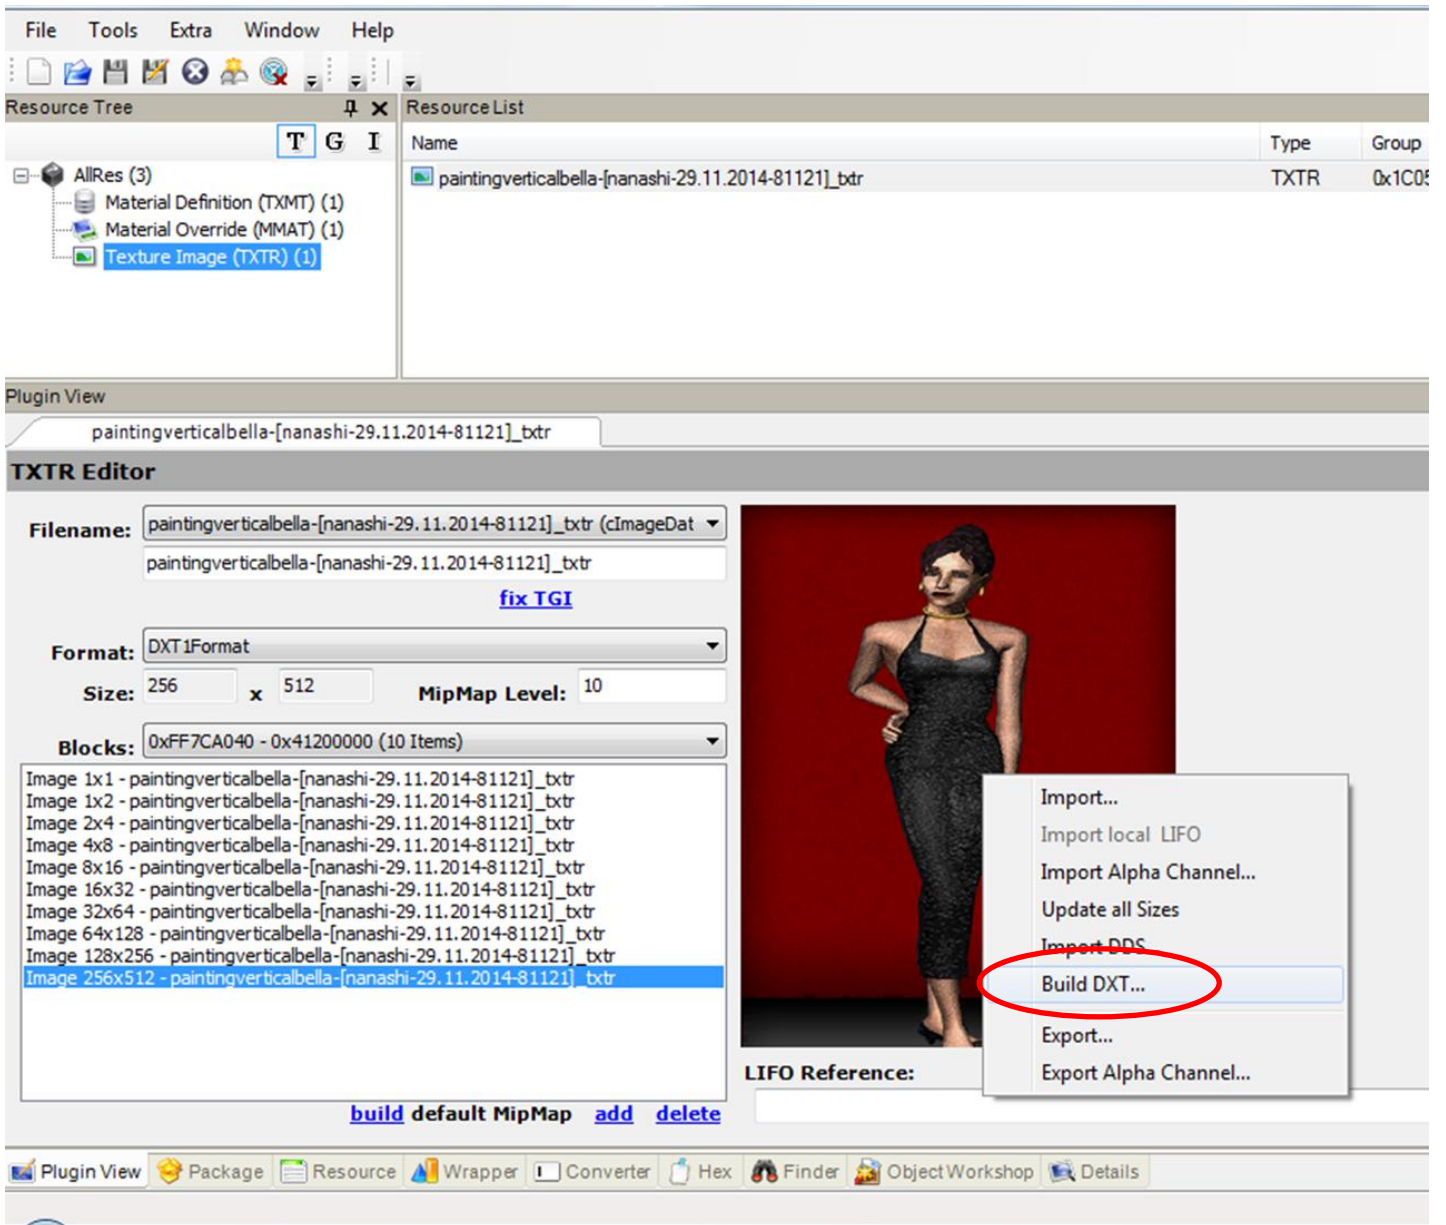 File Tools Extra Window Help
Resource Tree
Resource List
T G I
Name Type Group
AllRes (3)
Material Definition (TXMT) (1)
Material Override (MMAT) (1)
Texture Image (TXTR) (1)
paintingverticalbella-[nanashi-29.11.2014-81121]_txtr TXTR 0x1C05
Plugin View
paintingverticalbella-[nanashi-29.11.2014-81121]_txtr
TXTR Editor
Filename: paintingverticalbella-[nanashi-29.11.2014-81121]_txtr (cImageDat
paintingverticalbella-[nanashi-29.11.2014-81121]_txtr
fix TGI
Format: DXT1Format
Size: 256 x 512 MipMap Level: 10
Blocks: 0xFF7CA040 - 0x41200000 (10 Items)
Image 1x1 - paintingverticalbella-[nanashi-29.11.2014-81121]_txtr
Image 1x2 - paintingverticalbella-[nanashi-29.11.2014-81121]_txtr
Image 2x4 - paintingverticalbella-[nanashi-29.11.2014-81121]_txtr
Image 4x8 - paintingverticalbella-[nanashi-29.11.2014-81121]_txtr
Image 8x16 - paintingverticalbella-[nanashi-29.11.2014-81121]_txtr
Image 16x32 - paintingverticalbella-[nanashi-29.11.2014-81121]_txtr
Image 32x64 - paintingverticalbella-[nanashi-29.11.2014-81121]_txtr
Image 64x128 - paintingverticalbella-[nanashi-29.11.2014-81121]_txtr
Image 128x256 - paintingverticalbella-[nanashi-29.11.2014-81121]_txtr
Image 256x512 - paintingverticalbella-[nanashi-29.11.2014-81121]_txtr
build default MipMap add delete
Import...
Import local LIFO
Import Alpha Channel...
Update all Sizes
Import DDS...
Build DXT...
Export...
Export Alpha Channel...
LIFO Reference:
Plugin View Package Resource Wrapper Converter Hex Finder Object Workshop Details